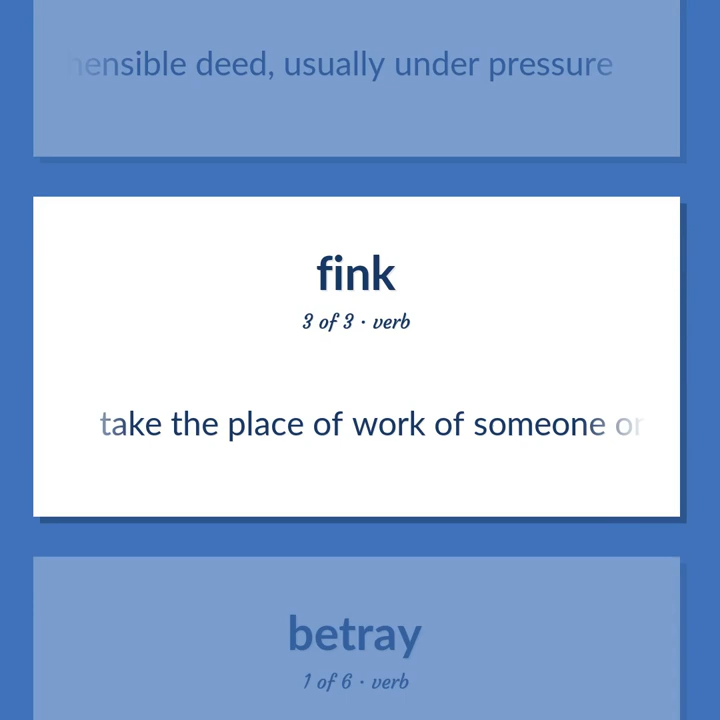 deed, usually under pressure
fink
3 of 3 · verb
take the place of work of someone
betray
1 of 6 · verb